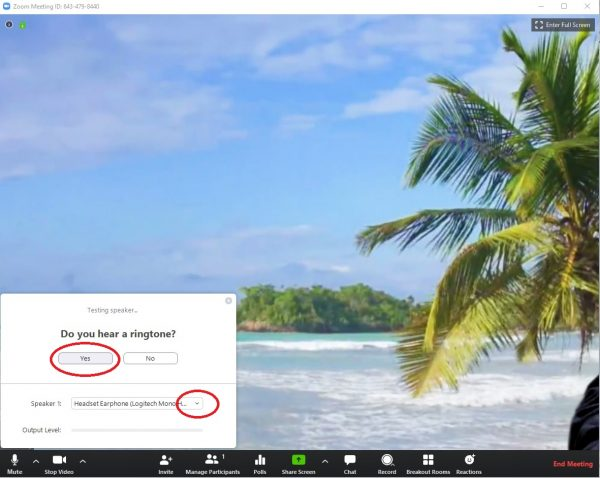 Zoom Meeting ID: 643-479-8440
Enter Full Screen
Testing speaker...
Do you hear a ringtone?
Yes No
Speaker 1: Headset Earphone (Logitech Mono H...
Output Level:
1
Mute Stop Video Invite Manage Participants Polls Share Screen Chat Record Breakout Rooms Reactions End Meeting